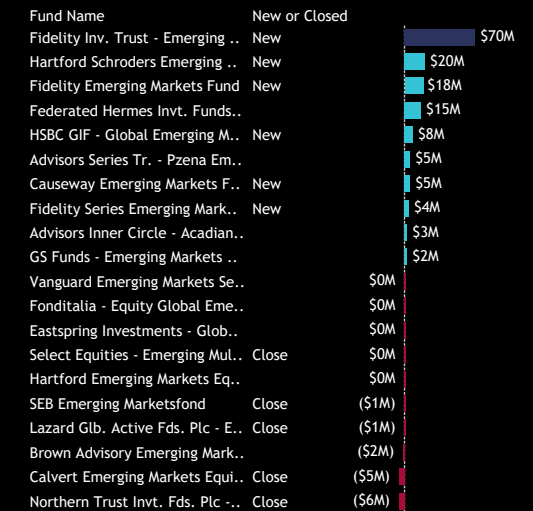 Fund Name New or Closed
Fidelity Inv. Trust - Emerging .. New $70M
Hartford Schroders Emerging .. New $20M
Fidelity Emerging Markets Fund New $18M
Federated Hermes Invt. Funds.. $15M
HSBC GIF - Global Emerging M.. New $8M
Advisors Series Tr. - Pzena Em.. $5M
Causeway Emerging Markets F.. New $5M
Fidelity Series Emerging Mark.. New $4M
Advisors Inner Circle - Acadian.. $3M
GS Funds - Emerging Markets .. $2M
Vanguard Emerging Markets Se.. $0M
Fonditalia - Equity Global Eme.. $0M
Eastspring Investments - Glob.. $0M
Select Equities - Emerging Mul.. Close $0M
Hartford Emerging Markets Eq.. $0M
SEB Emerging Marketsfond Close ($1M)
Lazard Glb. Active Fds. Plc - E.. Close ($1M)
Brown Advisory Emerging Mark.. ($2M)
Calvert Emerging Markets Equi.. Close ($5M)
Northern Trust Invt. Fds. Plc -.. Close ($6M)